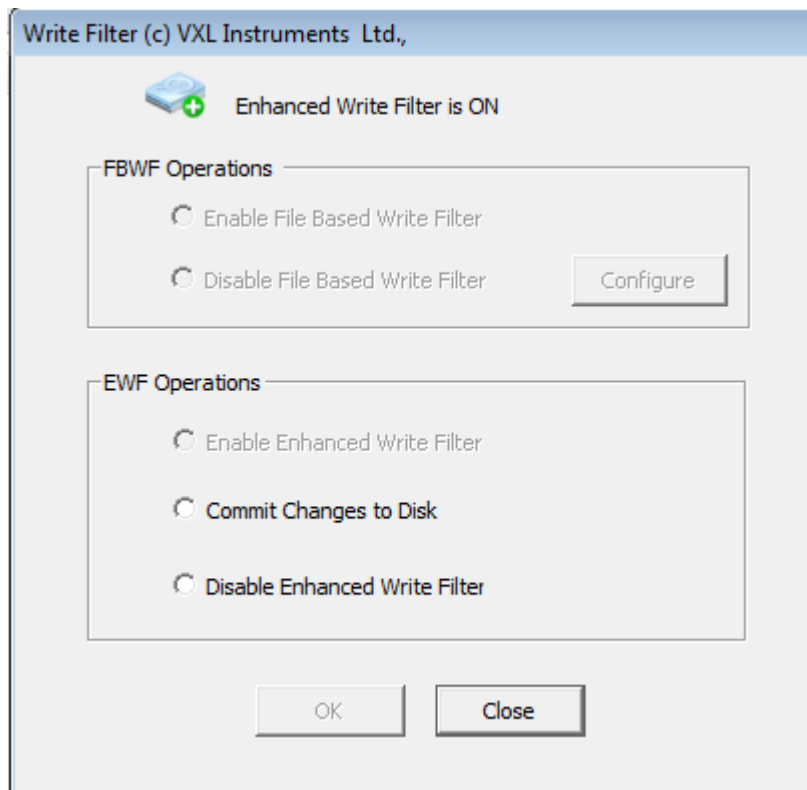 Write Filter (c) VXL Instruments  Ltd.,
Enhanced Write Filter is ON
FBWF Operations
Enable File Based Write Filter
Disable File Based Write Filter
Configure
EWF Operations
Enable Enhanced Write Filter
Commit Changes to Disk
Disable Enhanced Write Filter
OK
Close